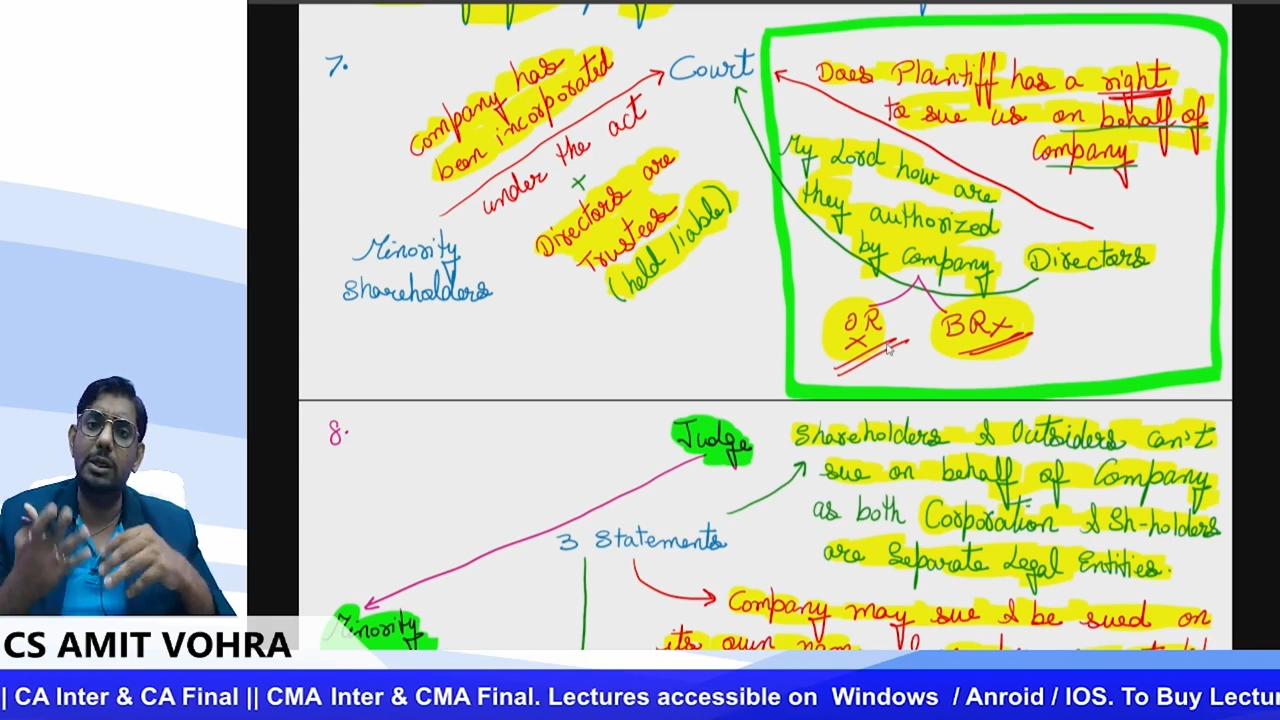 7.
Company has
been incorporated
under the act
+
Directors are
Trustees
(held liable)
Minority
Shareholders
Court
Does Plaintiff has a right
to sue us on behalf of
Company
My Lord how are
they authorized
by Company
Directors
OR
x
BRx
8.
Judge
Shareholders & Outsiders can't
sue on behalf of Company
as both Corporation & Sh-holders
are Separate Legal Entities.
3 Statements
Company may sue & be sued on
its own
Minority
CS AMIT VOHRA
|| CA Inter & CA Final || CMA Inter & CMA Final. Lectures accessible on Windows / Anroid / IOS. To Buy Lectu